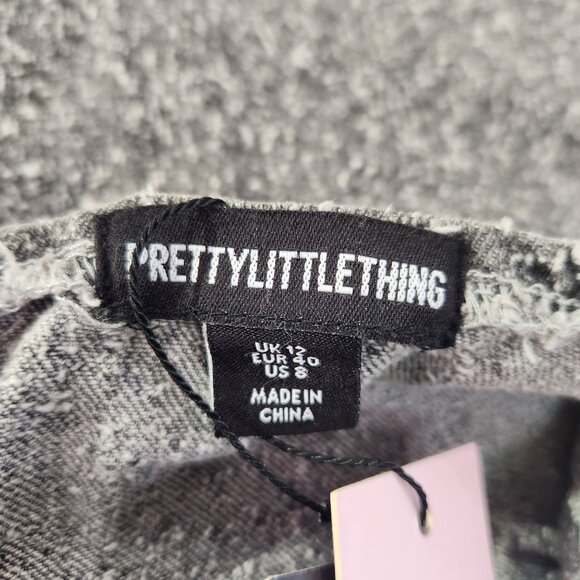 PRETTYLITTLETHING
UK 12
EUR 40
US 8
MADE IN
CHINA